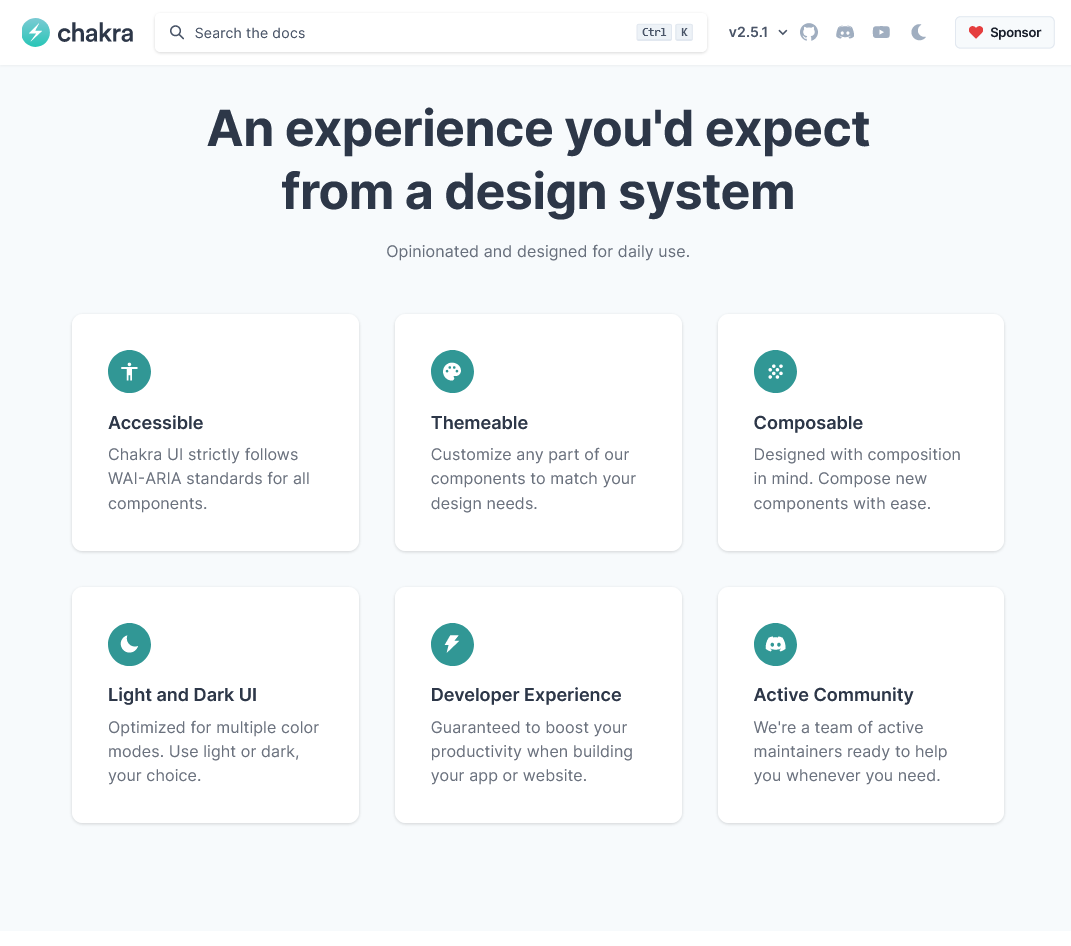 chakra
Search the docs
Ctrl K
v2.5.1
Sponsor
An experience you'd expect
from a design system
Opinionated and designed for daily use.
Accessible
Chakra UI strictly follows
WAI-ARIA standards for all
components.
Themeable
Customize any part of our
components to match your
design needs.
Composable
Designed with composition
in mind. Compose new
components with ease.
Light and Dark UI
Optimized for multiple color
modes. Use light or dark,
your choice.
Developer Experience
Guaranteed to boost your
productivity when building
your app or website.
Active Community
We're a team of active
maintainers ready to help
you whenever you need.